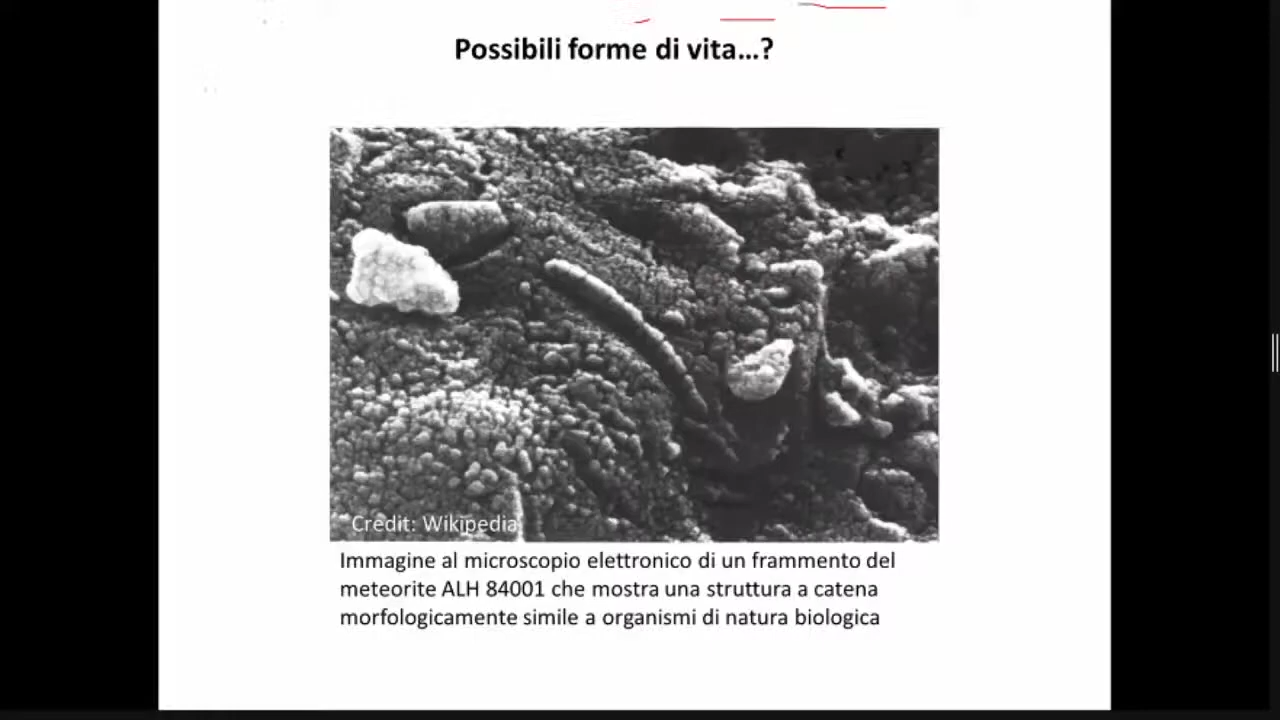 Possibili forme di vita...?
Credit: Wikipedia
Immagine al microscopio elettronico di un frammento del
meteorite ALH 84001 che mostra una struttura a catena
morfologicamente simile a organismi di natura biologica